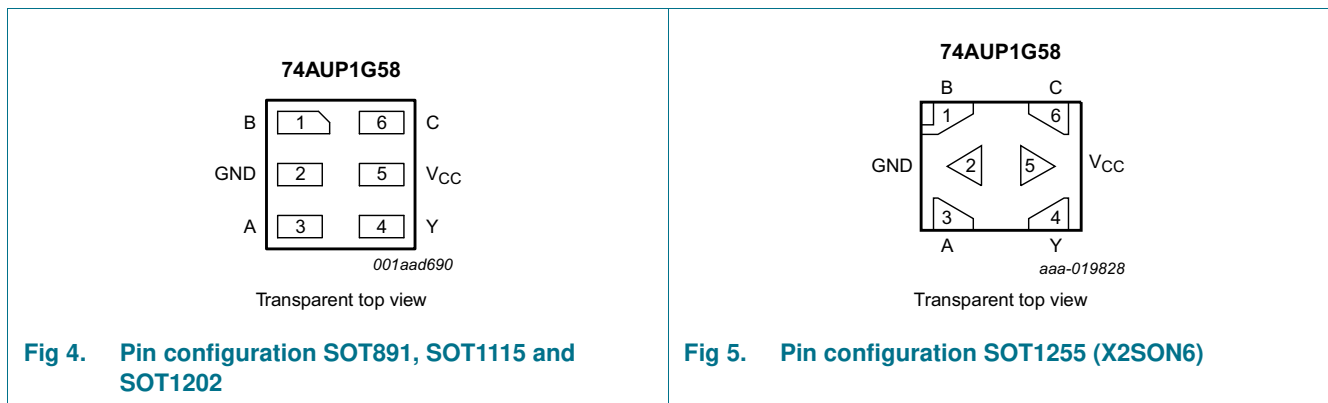 74AUP1G58
B 1 6 C
GND 2 5 VCC
A 3 4 Y
001aad690
Transparent top view
Fig 4. Pin configuration SOT891, SOT1115 and
SOT1202
74AUP1G58
B C
1 6
GND 2 5 VCC
3 4
A Y
aaa-019828
Transparent top view
Fig 5. Pin configuration SOT1255 (X2SON6)